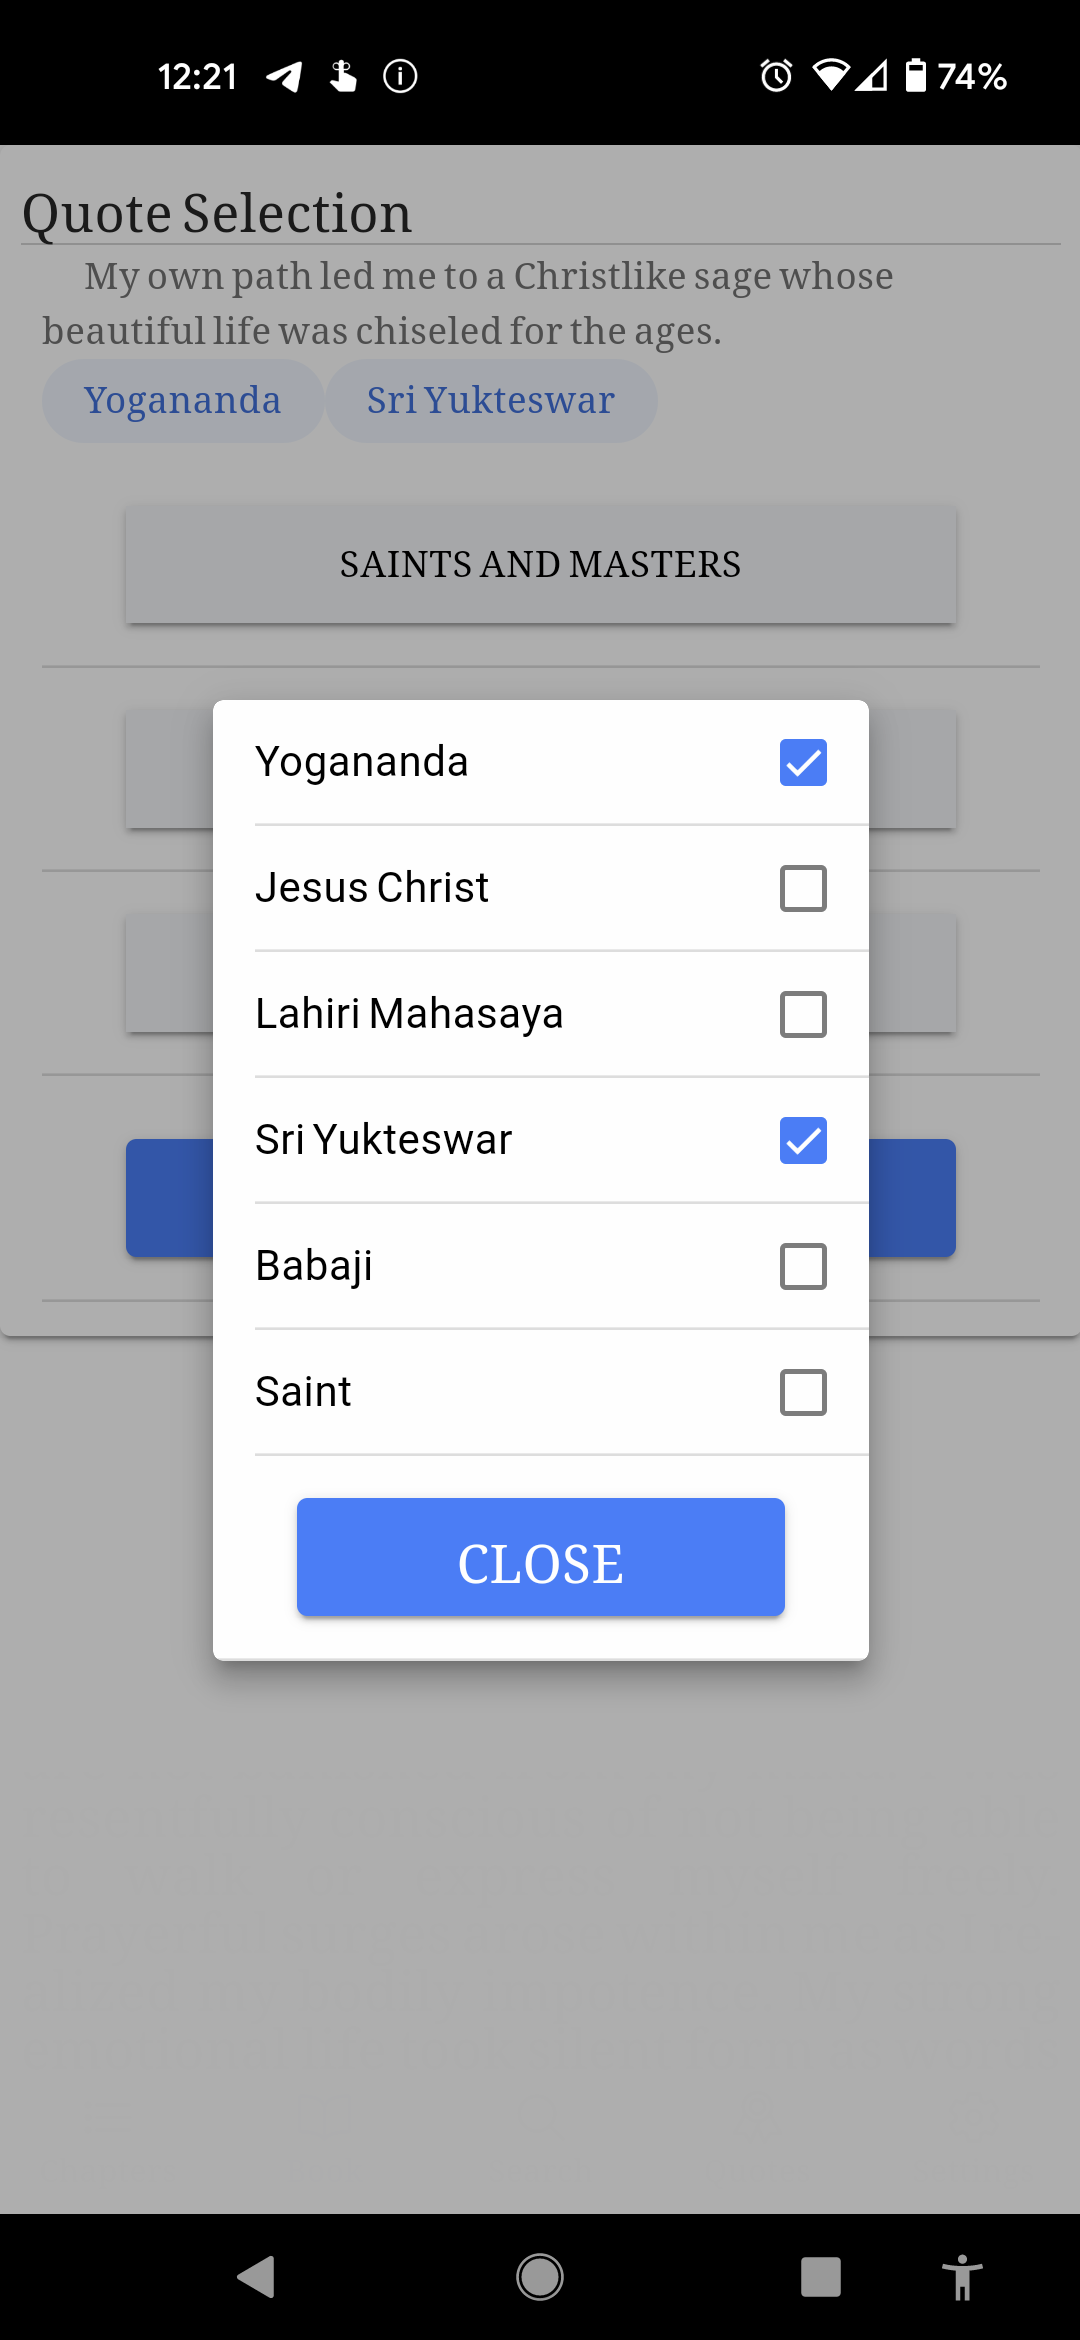 12:21
74%
Quote Selection
My own path led me to a Christlike sage whose
beautiful life was chiseled for the ages.
Yogananda Sri Yukteswar
SAINTS AND MASTERS
Yogananda
Jesus Christ
Lahiri Mahasaya
Sri Yukteswar
Babaji
Saint
CLOSE